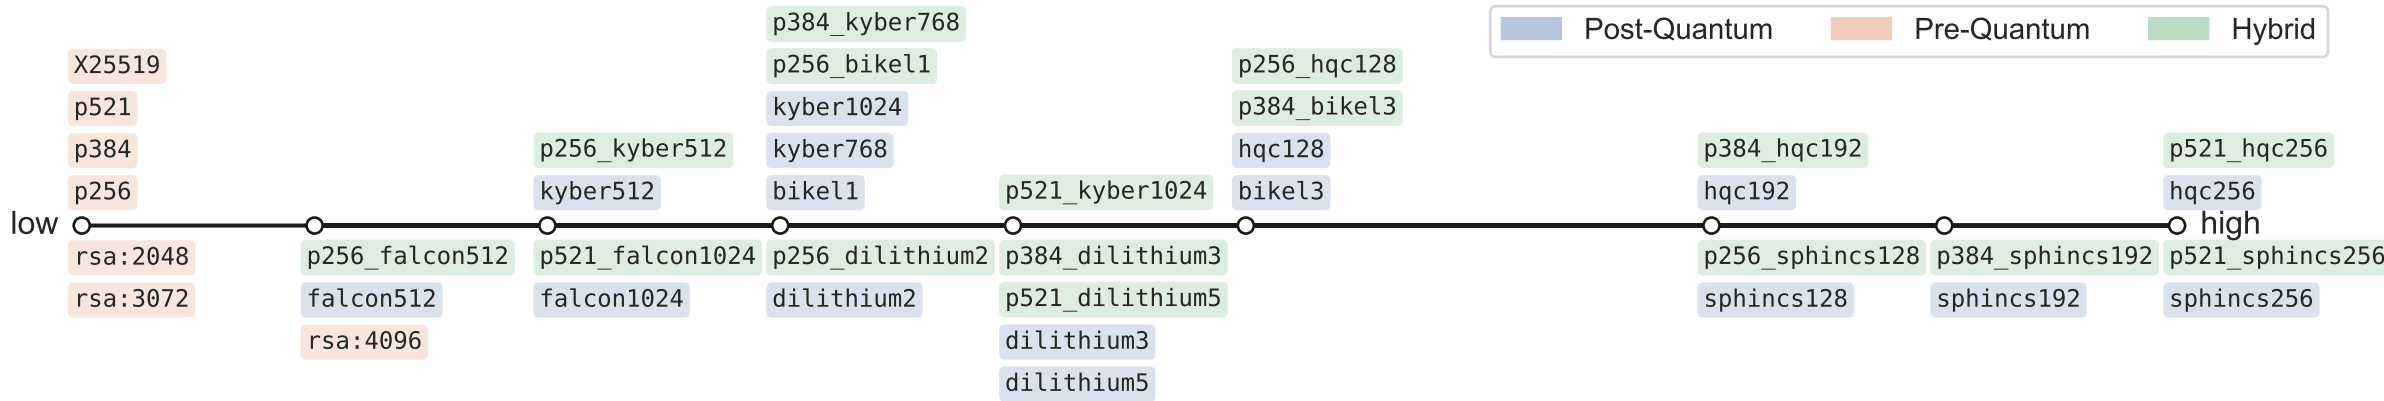 Post-Quantum Pre-Quantum Hybrid
p384_kyber768
X25519 p256_bikel1 p256_hqc128
p521 kyber1024 p384_bikel3
p384 p256_kyber512 kyber768 hqc128 p384_hqc192 p521_hqc256
p256 kyber512 bikel1 p521_kyber1024 bikel3 hqc192 hqc256
low high
rsa:2048 p256_falcon512 p521_falcon1024 p256_dilithium2 p384_dilithium3 p256_sphincs128 p384_sphincs192 p521_sphincs256
rsa:3072 falcon512 falcon1024 dilithium2 p521_dilithium5 sphincs128 sphincs192 sphincs256
rsa:4096 dilithium3
dilithium5